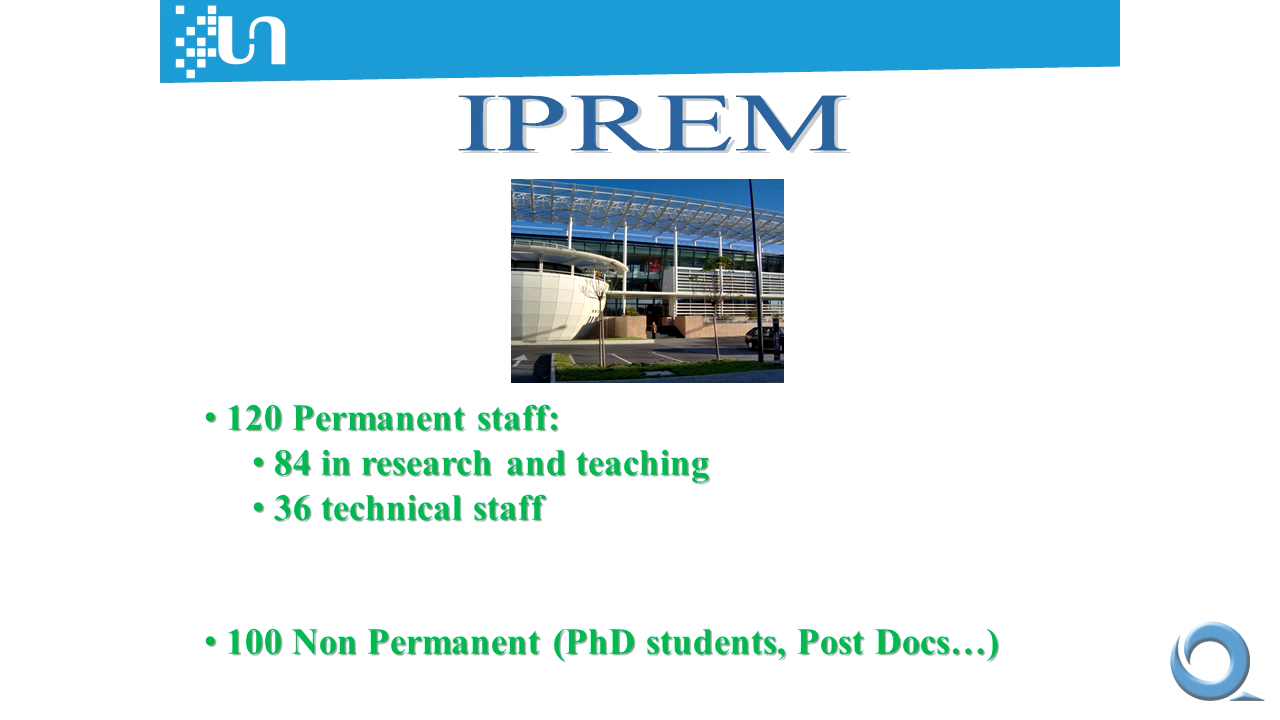 IPREM
• 120 Permanent staff:
• 84 in research and teaching
• 36 technical staff
• 100 Non Permanent (PhD students, Post Docs…)